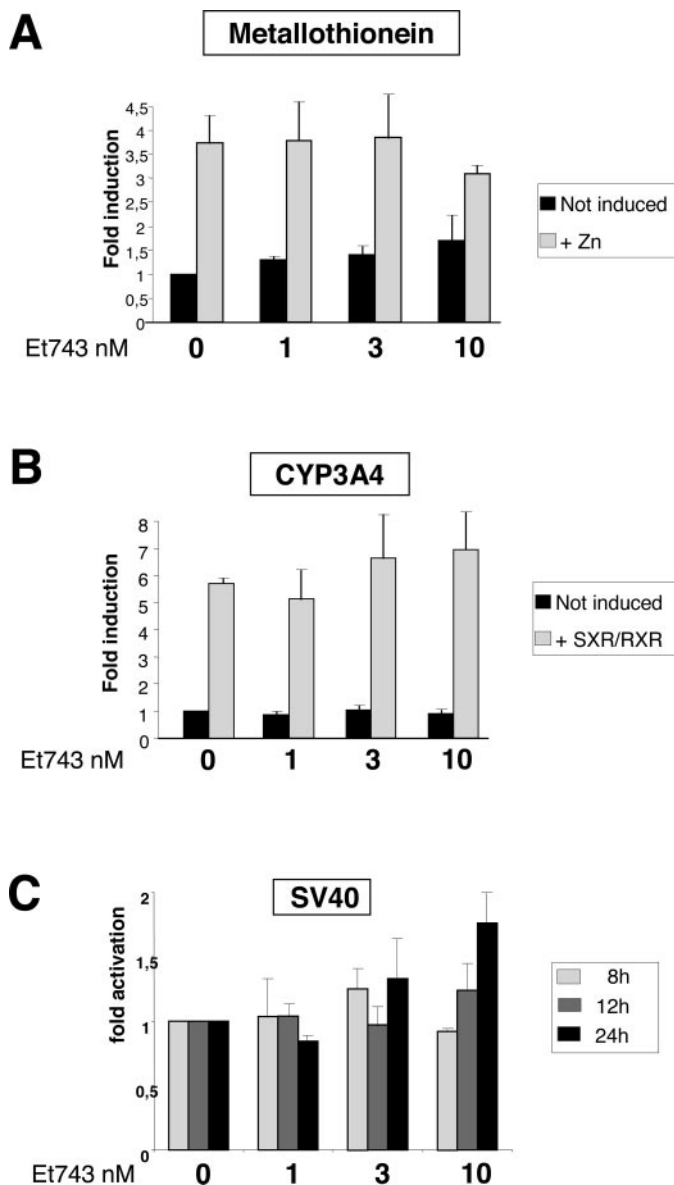 A
Metallothionein
Fold induction
4,5
4
3,5
3
2,5
2
1,5
1
0,5
0
Not induced
+ Zn
Et743 nM 0 1 3 10
B
CYP3A4
Fold induction
8
7
6
5
4
3
2
1
0
Not induced
+ SXR/RXR
Et743 nM 0 1 3 10
C
SV40
fold activation
2
1,5
1
0,5
0
8h
12h
24h
Et743 nM 0 1 3 10